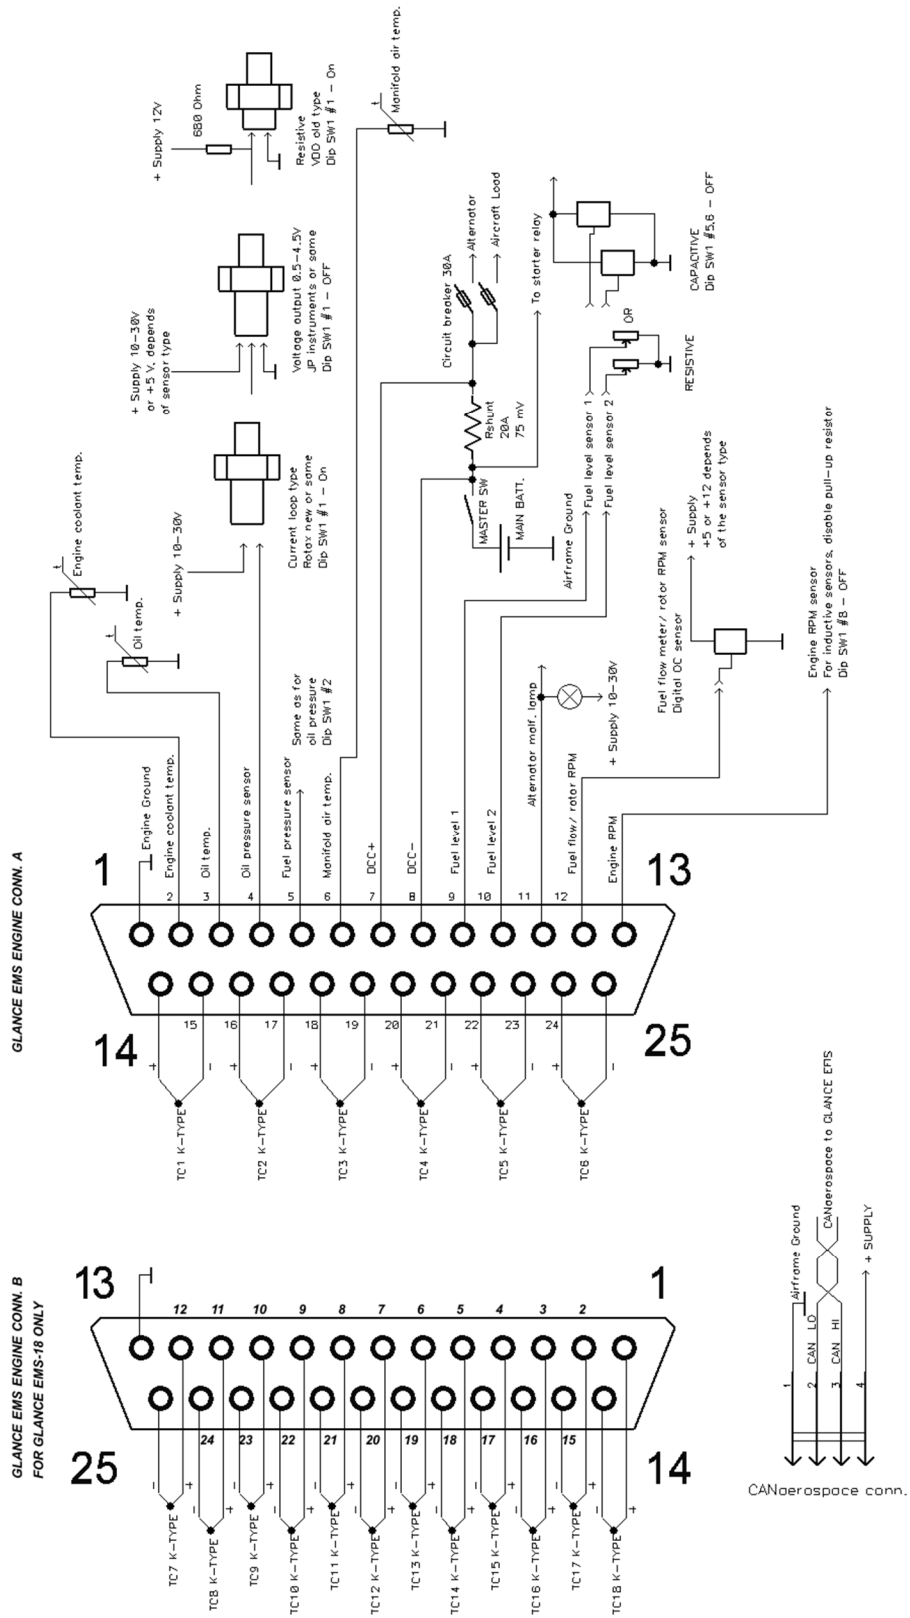 GLANCE EMS ENGINE CONN. A
+ Supply 12V
680 Ohm
Resistive
VDO old type
Dip SW1 #1 - On
+ Supply 10-30V
or +5 V, depends
of sensor type
Voltage output 0.5-4.5V
JP instruments or same
Dip SW1 #1 - OFF
+ Supply 10-30V
Current loop type
Rotax new or same
Dip SW1 #1 - On
t
Engine coolant temp.
t
Oil temp.
t
Manifold air temp.
Same as for
oil pressure
Dip SW1 #2
Circuit breaker 30A
Alternator
Aircraft Load
Rshunt
20A
75 mV
To starter relay
MASTER SW
MAIN BATT.
Airframe Ground
Fuel level sensor 1
Fuel level sensor 2
OR
RESISTIVE
CAPACITIVE
Dip SW1 #5,6 - OFF
+ Supply
+5 or +12 depends
of the sensor type
Fuel flow meter/ rotor RPM sensor
Digital OC sensor
Engine RPM sensor
For inductive sensors, disable pull-up resistor
Dip SW1 #8 - OFF
+ Supply 10-30V
Engine Ground
Engine coolant temp.
Oil temp.
Oil pressure sensor
Fuel pressure sensor
Manifold air temp.
DCC+
DCC-
Fuel level 1
Fuel level 2
Alternator malf. lamp
Fuel flow/ rotor RPM
Engine RPM
1
2
3
4
5
6
7
8
9
10
11
12
13
14
15
16
17
18
19
20
21
22
23
24
25
+ -
+ -
+ -
+ -
+ -
+ -
TC1 K-TYPE
TC2 K-TYPE
TC3 K-TYPE
TC4 K-TYPE
TC5 K-TYPE
TC6 K-TYPE
GLANCE EMS ENGINE CONN. B
FOR GLANCE EMS-18 ONLY
13
12
11
10
9
8
7
6
5
4
3
2
1
25
24
23
22
21
20
19
18
17
16
15
14
- +
- +
- +
- +
- +
- +
- +
- +
- +
- +
- +
- +
TC7 K-TYPE
TC8 K-TYPE
TC9 K-TYPE
TC10 K-TYPE
TC11 K-TYPE
TC12 K-TYPE
TC13 K-TYPE
TC14 K-TYPE
TC15 K-TYPE
TC16 K-TYPE
TC17 K-TYPE
TC18 K-TYPE
Airframe Ground
CANaerospace to GLANCE EFIS
+ SUPPLY
1
2 CAN LO
3 CAN HI
4
CANaerospace conn.